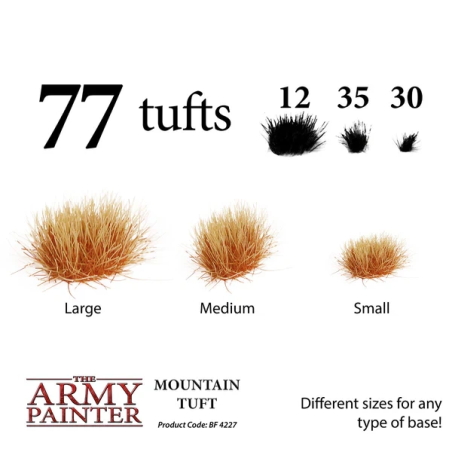 77 tufts
12 35 30
Large Medium Small
THE
ARMY
PAINTER
MOUNTAIN
TUFT
Product Code: BF 4227
Different sizes for any
type of base!